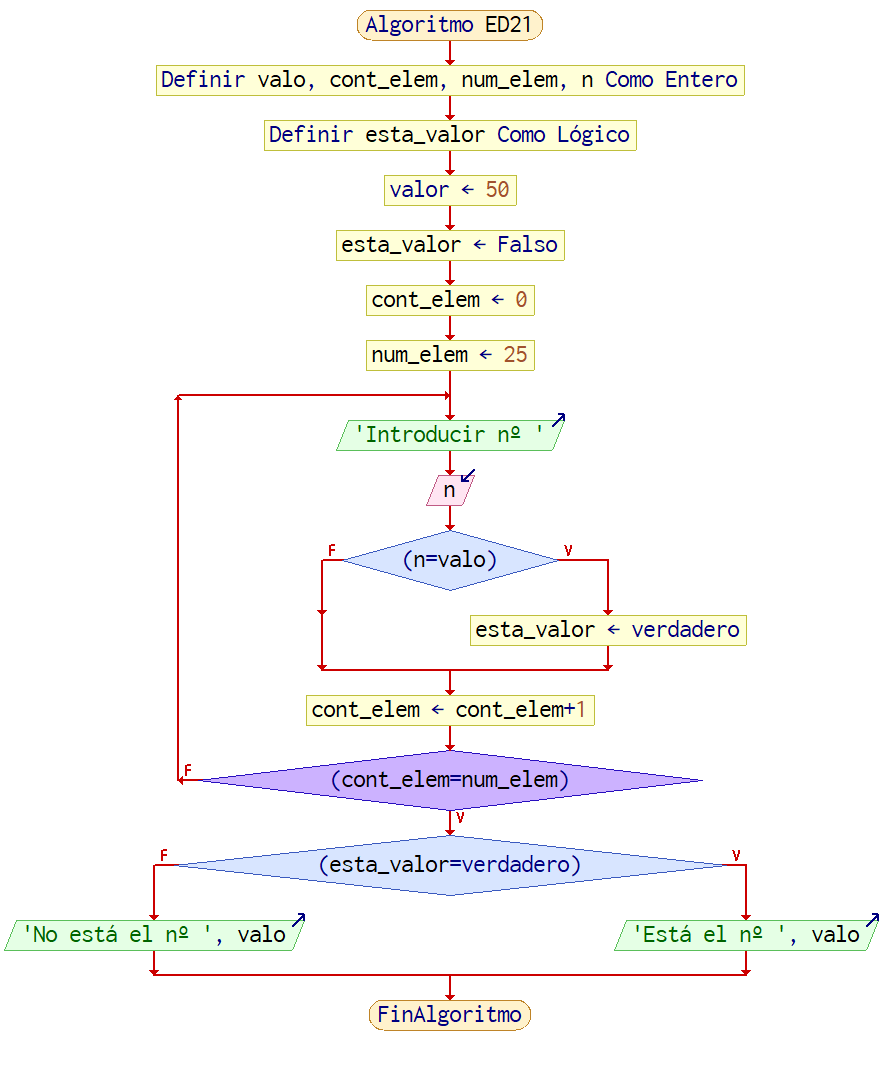 Algoritmo ED21
Definir valo, cont_elem, num_elem, n Como Entero
Definir esta_valor Como Lógico
valor ← 50
esta_valor ← Falso
cont_elem ← 0
num_elem ← 25
'Introducir nº '
n
F
(n=valo)
V
esta_valor ← verdadero
cont_elem ← cont_elem+1
F
(cont_elem=num_elem)
V
F
(esta_valor=verdadero)
V
'No está el nº ', valo
'Está el nº ', valo
FinAlgoritmo